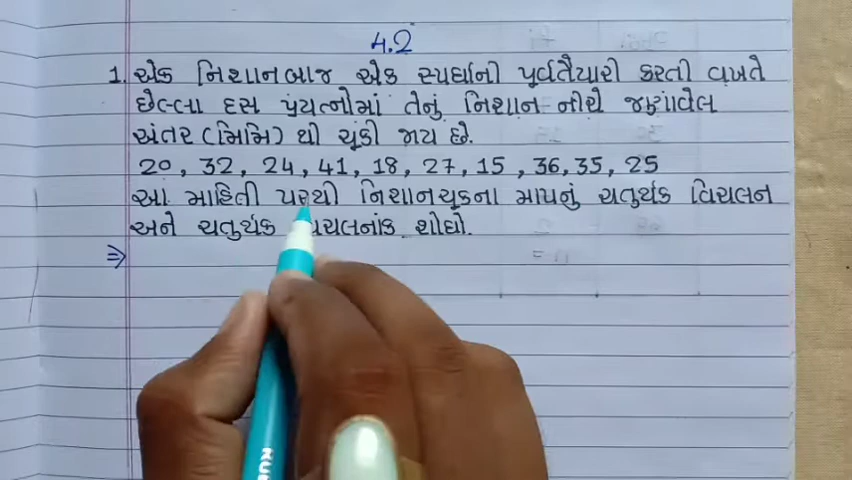 4.2
1. એક નિશાનબાજ એક સ્પર્ધાની પૂર્વતૈયારી કરતી વખતે
છેલ્લા દસ પ્રયત્નોમાં તેનું નિશાન નીચે જણાવેલ
અંતર (મિમિ) થી ચૂકી જાય છે.
20, 32, 24, 41, 18, 27, 15, 36, 35, 25
આ માહિતી પરથી નિશાનચૂકના માપનું ચતુર્થક વિચલન
અને ચતુર્થક શોધો.
⇒